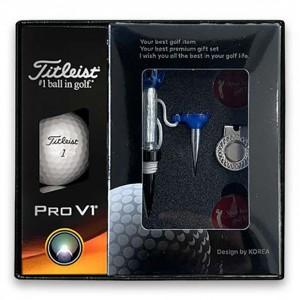 Your best golf item
Your best premium gift set
I wish you all the best in your golf life.
Titleist
#1 ball in golf.
Titleist
1
PRO V1
Design by KOREA